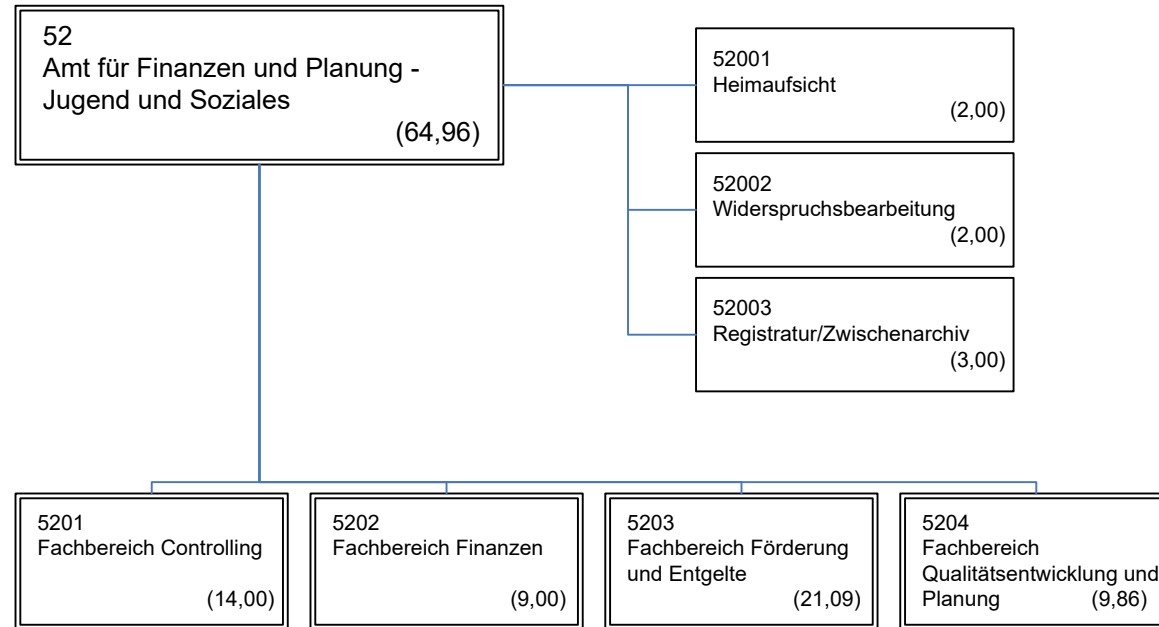 52
Amt für Finanzen und Planung -
Jugend und Soziales
(64,96)
52001
Heimaufsicht
(2,00)
52002
Widerspruchsbearbeitung
(2,00)
52003
Registratur/Zwischenarchiv
(3,00)
5201
Fachbereich Controlling
(14,00)
5202
Fachbereich Finanzen
(9,00)
5203
Fachbereich Förderung
und Entgelte
(21,09)
5204
Fachbereich
Qualitätsentwicklung und
Planung (9,86)